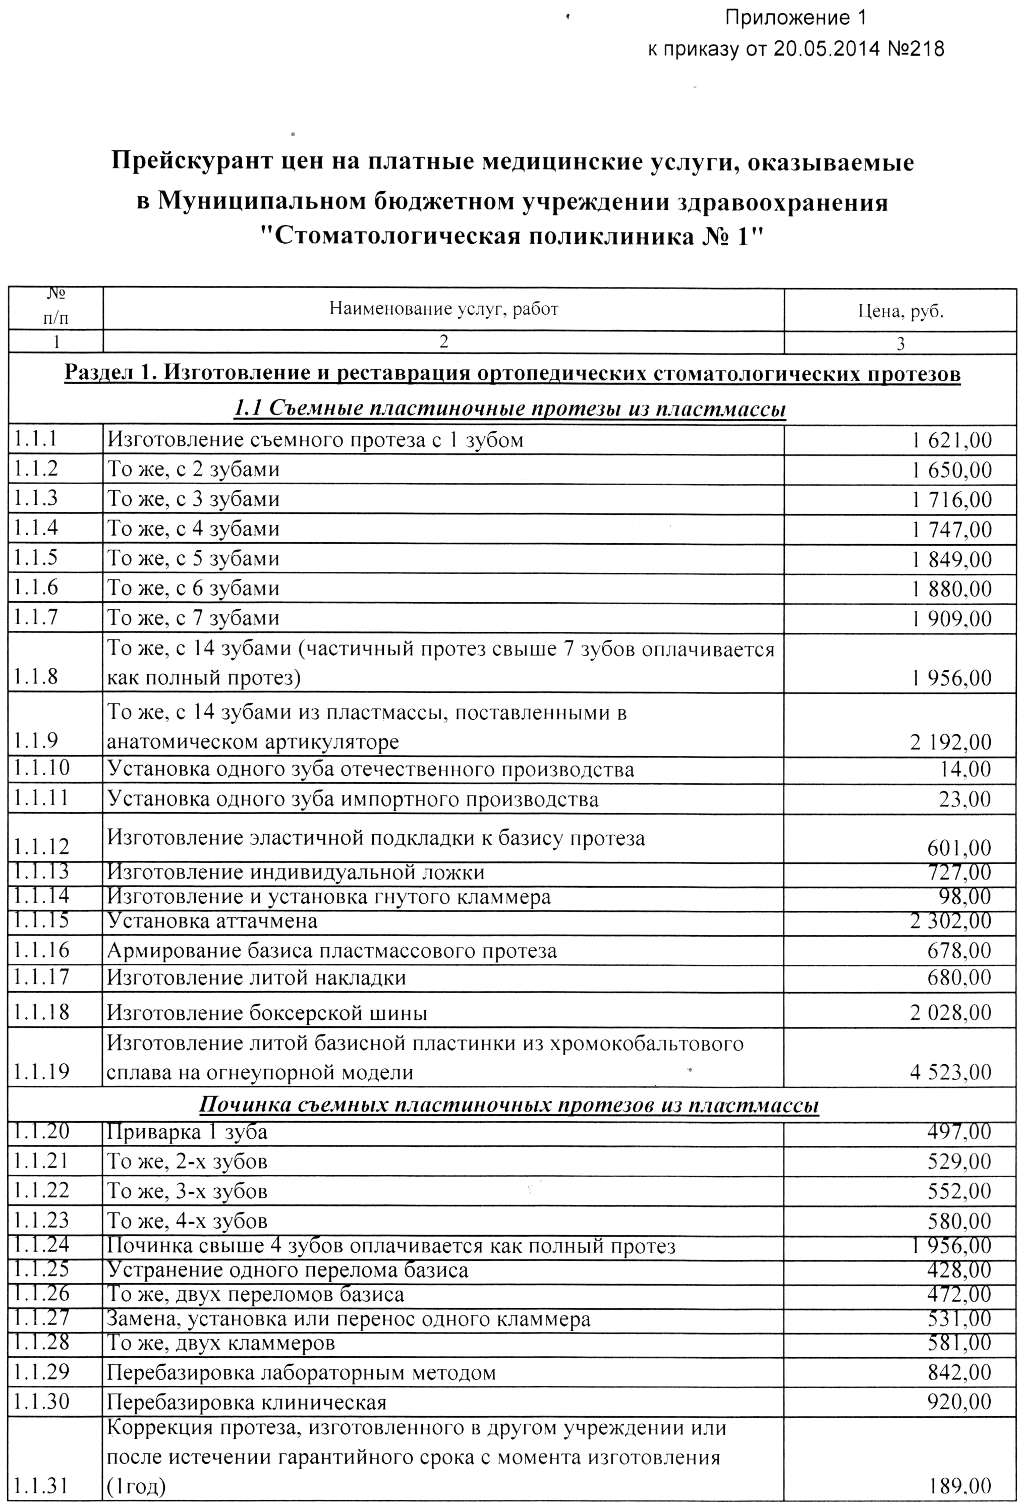 Приложение 1
к приказу от 20.05.2014 №218
Прейскурант цен на платные медицинские услуги, оказываемые
в Муниципальном бюджетном учреждении здравоохранения
"Стоматологическая поликлиника № 1"
№
п/п
Наименование услуг, работ
Цена, руб.
1 2 3
Раздел 1. Изготовление и реставрация ортопедических стоматологических протезов
1.1 Съемные пластиночные протезы из пластмассы
1.1.1 Изготовление съемного протеза с 1 зубом 1 621,00
1.1.2 То же, с 2 зубами 1 650,00
1.1.3 То же, с 3 зубами 1 716,00
1.1.4 То же, с 4 зубами 1 747,00
1.1.5 То же, с 5 зубами 1 849,00
1.1.6 То же, с 6 зубами 1 880,00
1.1.7 То же, с 7 зубами 1 909,00
То же, с 14 зубами (частичный протез свыше 7 зубов оплачивается
1.1.8 как полный протез) 1 956,00
То же, с 14 зубами из пластмассы, поставленными в
1.1.9 анатомическом артикуляторе 2 192,00
1.1.10 Установка одного зуба отечественного производства 14,00
1.1.11 Установка одного зуба импортного производства 23,00
1.1.12 Изготовление эластичной подкладки к базису протеза 601,00
1.1.13 Изготовление индивидуальной ложки 727,00
1.1.14 Изготовление и установка гнутого кламмера 98,00
1.1.15 Установка аттачмена 2 302,00
1.1.16 Армирование базиса пластмассового протеза 678,00
1.1.17 Изготовление литой накладки 680,00
1.1.18 Изготовление боксерской шины 2 028,00
Изготовление литой базисной пластинки из хромокобальтового
1.1.19 сплава на огнеупорной модели 4 523,00
Починка съемных пластиночных протезов из пластмассы
1.1.20 Приварка 1 зуба 497,00
1.1.21 То же, 2-х зубов 529,00
1.1.22 То же, 3-х зубов 552,00
1.1.23 То же, 4-х зубов 580,00
1.1.24 Починка свыше 4 зубов оплачивается как полный протез 1 956,00
1.1.25 Устранение одного перелома базиса 428,00
1.1.26 То же, двух переломов базиса 472,00
1.1.27 Замена, установка или перенос одного кламмера 531,00
1.1.28 То же, двух кламмеров 581,00
1.1.29 Перебазировка лабораторным методом 842,00
1.1.30 Перебазировка клиническая 920,00
Коррекция протеза, изготовленного в другом учреждении или
после истечении гарантийного срока с момента изготовления
1.1.31 (1год) 189,00